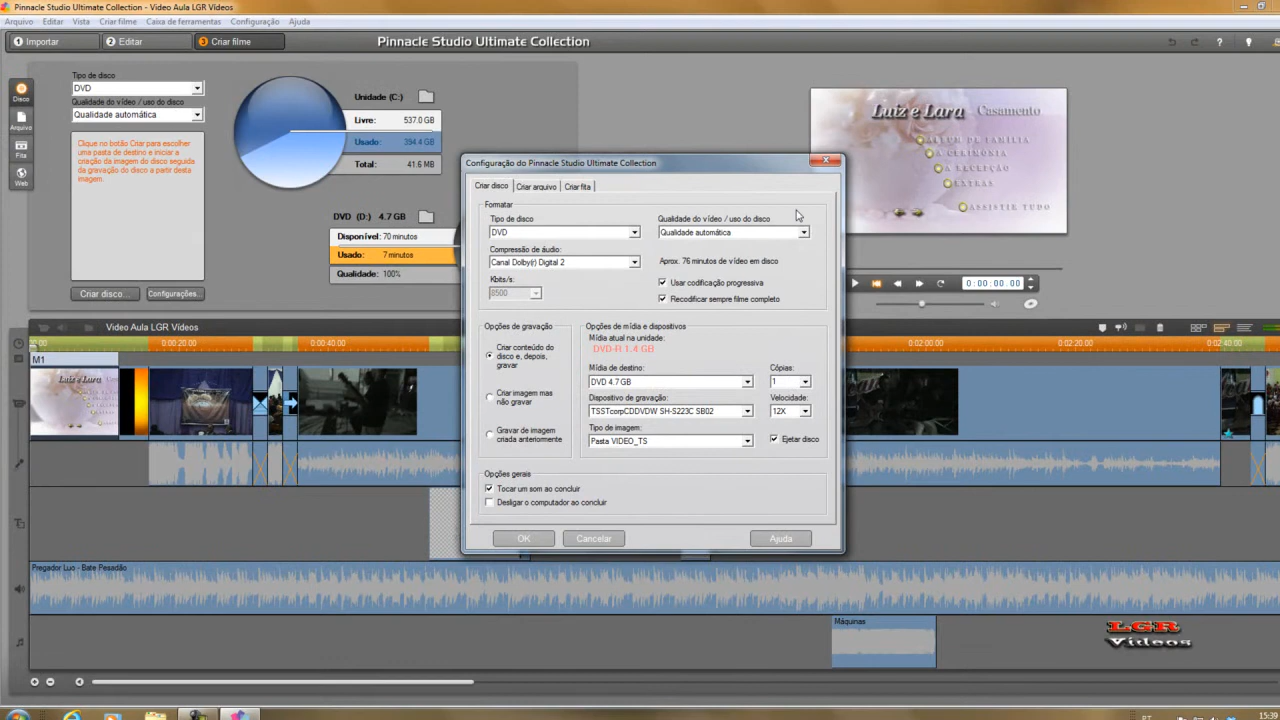 Pinnacle Studio Ultimate Collection - Video Aula LGR Vídeos
Arquivo Editar Vista Criar filme Caixa de ferramentas Configuração Ajuda
1 Importar 2 Editar 3 Criar filme
Pinnacle Studio Ultimate Collection
Disco
Arquivo
Fita
Web
Tipo de disco
DVD
Qualidade do vídeo / uso do disco
Qualidade automática
Clique no botão Criar para escolher
uma pasta de destino e iniciar a
criação da imagem do disco seguida
da gravação do disco a partir desta
imagem.
Criar disco... Configurações...
Unidade (C:)
Livre: 537.0 GB
Usado: 394.4 GB
Total: 41.6 MB
DVD (D:) 4.7 GB
Disponível: 70 minutos
Usado: 7 minutos
Qualidade: 100%
Configuração do Pinnacle Studio Ultimate Collection
Criar disco Criar arquivo Criar fita
Formatar
Tipo de disco
DVD
Qualidade do vídeo / uso do disco
Qualidade automática
Compressão de áudio:
Canal Dolby(r) Digital 2
Aprox. 76 minutos de vídeo em disco
Kbits/s:
8500
Usar codificação progressiva
Recodificar sempre filme completo
Opções de gravação
Criar conteúdo do
disco e, depois,
gravar
Criar imagem mas
não gravar
Gravar de imagem
criada anteriormente
Opções de mídia e dispositivos
Mídia atual na unidade:
DVD-R 1.4 GB
Mídia de destino:
DVD 4.7 GB
Cópias:
1
Dispositivo de gravação:
TSSTcorpCDDVDW SH-S223C SB02
Velocidade:
12X
Tipo de imagem:
Pasta VIDEO_TS
Ejetar disco
Opções gerais
Tocar um som ao concluir
Desligar o computador ao concluir
OK Cancelar Ajuda
Luiz e Lara - Casamento
ÁLBUM DE FAMÍLIA
A CERIMÔNIA
A RECEPÇÃO
EXTRAS
ASSISTIR TUDO
0:00:00.00
Video Aula LGR Vídeos
00:00 0:00:20.00 0:00:40.00 0:02:00.00 0:02:20.00 0:02:40.00
M1
Luiz e Lara
Pregador Luo - Bate Pesadão
Máquinas
LGR
Vídeos
PT
15:39